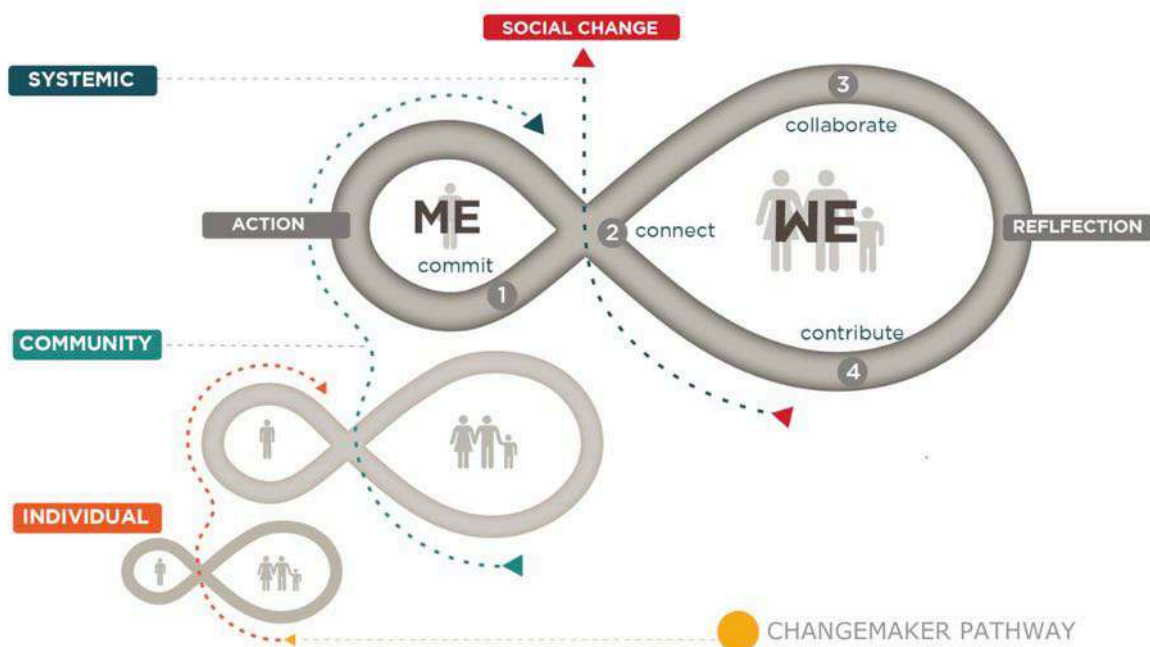 SOCIAL CHANGE
SYSTEMIC
3
collaborate
ME
WE
ACTION
2 connect
REFLFECTION
commit
1
contribute
COMMUNITY
4
INDIVIDUAL
CHANGEMAKER PATHWAY